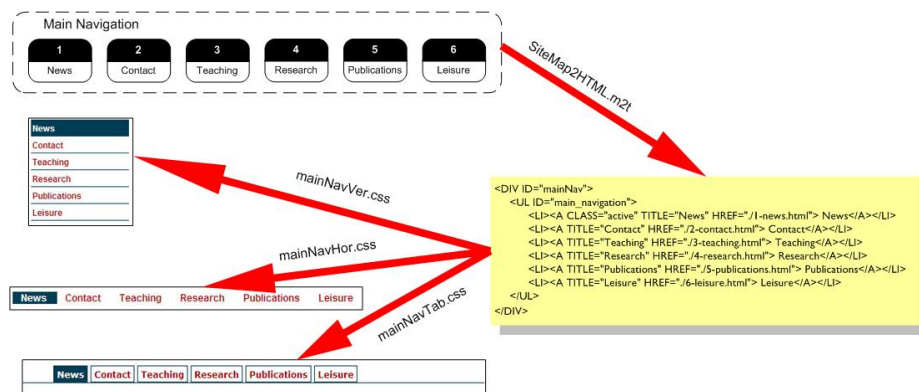 Main Navigation
1 2 3 4 5 6
News Contact Teaching Research Publications Leisure
SiteMap2HTML.m2t
News
Contact
Teaching
Research
Publications
Leisure
mainNavVer.css
<DIV ID="mainNav">
<UL ID="main_navigation">
<LI><A CLASS="active" TITLE="News" HREF="./1-news.html"> News</A></LI>
<LI><A TITLE="Contact" HREF="./2-contact.html"> Contact</A></LI>
<LI><A TITLE="Teaching" HREF="./3-teaching.html"> Teaching</A></LI>
<LI><A TITLE="Research" HREF="./4-research.html"> Research</A></LI>
<LI><A TITLE="Publications" HREF="./5-publications.html"> Publications</A></LI>
<LI><A TITLE="Leisure" HREF="./6-leisure.html"> Leisure</A></LI>
</UL>
</DIV>
mainNavHor.css
News Contact Teaching Research Publications Leisure
mainNavTab.css
News Contact Teaching Research Publications Leisure